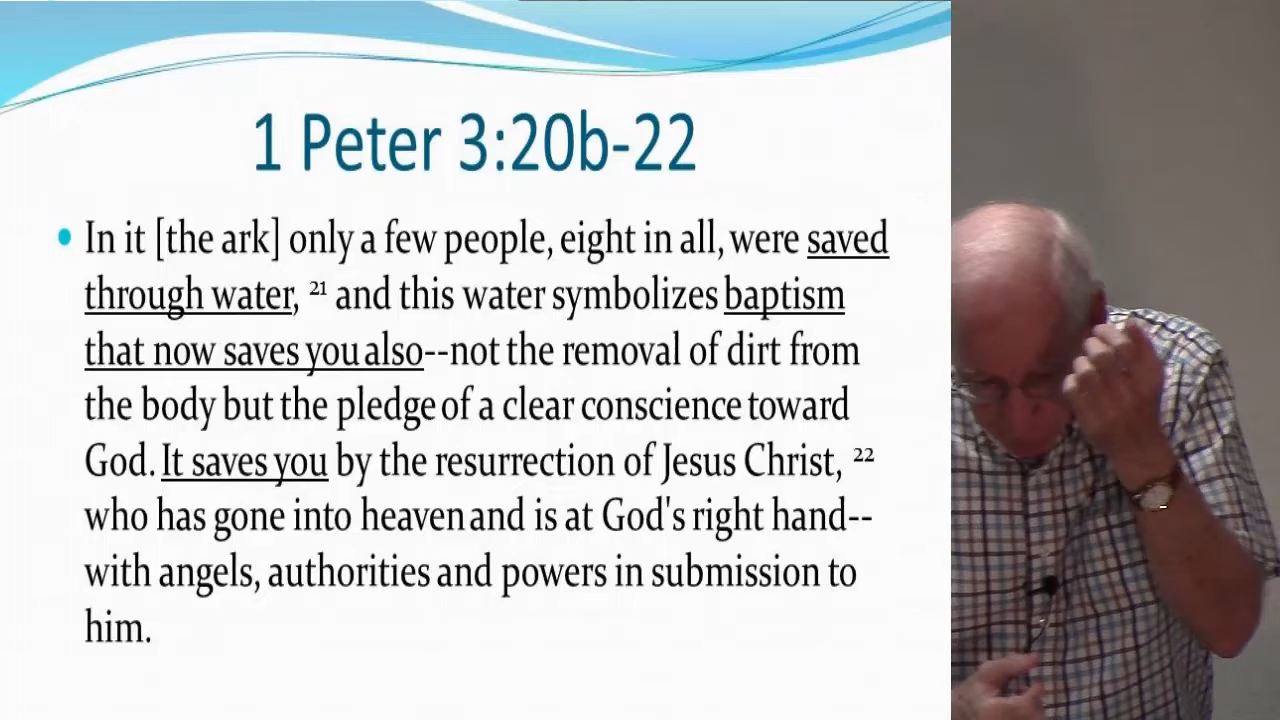 1 Peter 3:20b-22
• In it [the ark] only a few people, eight in all, were saved
through water, 21 and this water symbolizes baptism
that now saves you also--not the removal of dirt from
the body but the pledge of a clear conscience toward
God. It saves you by the resurrection of Jesus Christ, 22
who has gone into heaven and is at God's right hand--
with angels, authorities and powers in submission to
him.